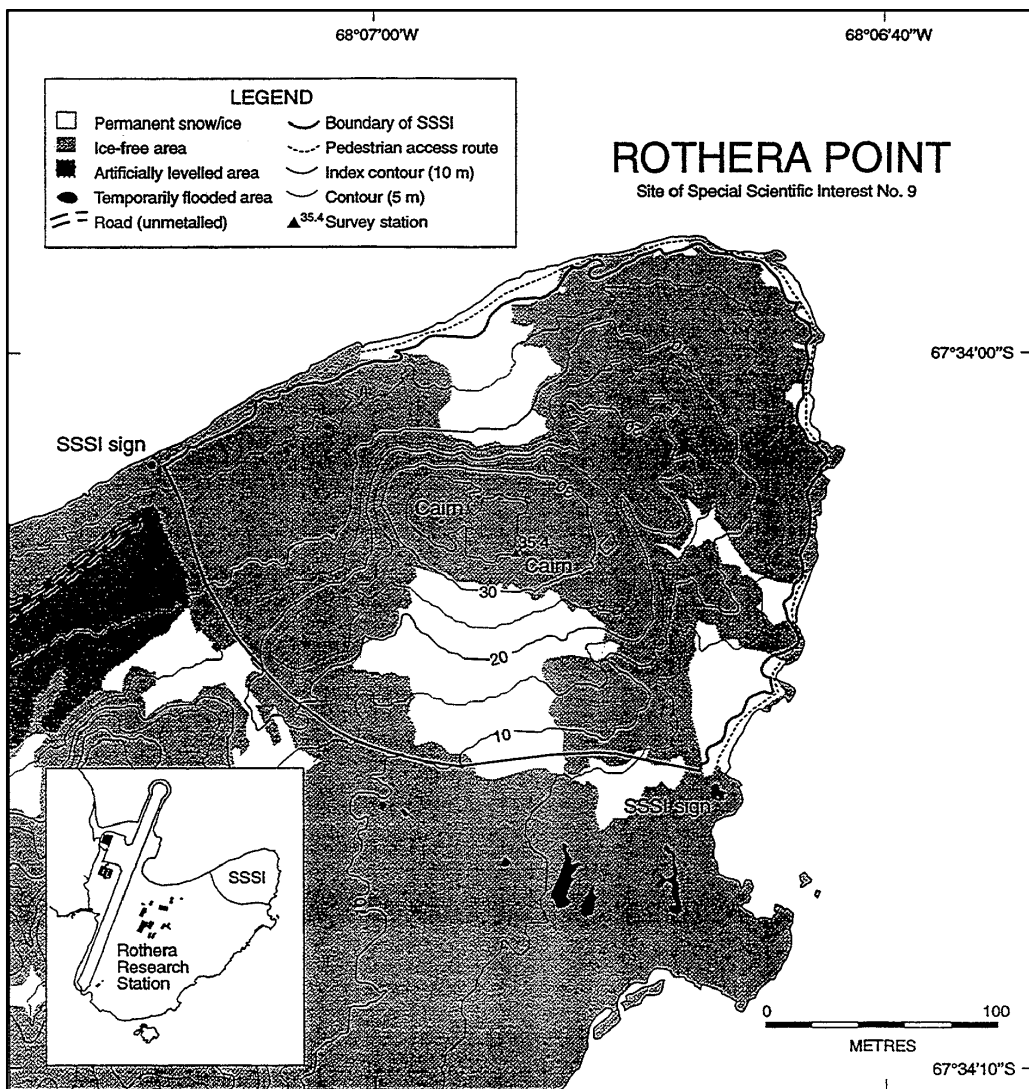 68°07'00"W
68°06'40"W
LEGEND
Permanent snow/ice
Ice-free area
Artificially levelled area
Temporarily flooded area
Road (unmetalled)
Boundary of SSSI
Pedestrian access route
Index contour (10 m)
Contour (5 m)
35.4 Survey station
ROTHERA POINT
Site of Special Scientific Interest No. 9
67°34'00"S
SSSI sign
Cairn
35.4
Cairn
30
20
10
SSSI sign
SSSI
Rothera
Research
Station
0 100
METRES
67°34'10"S